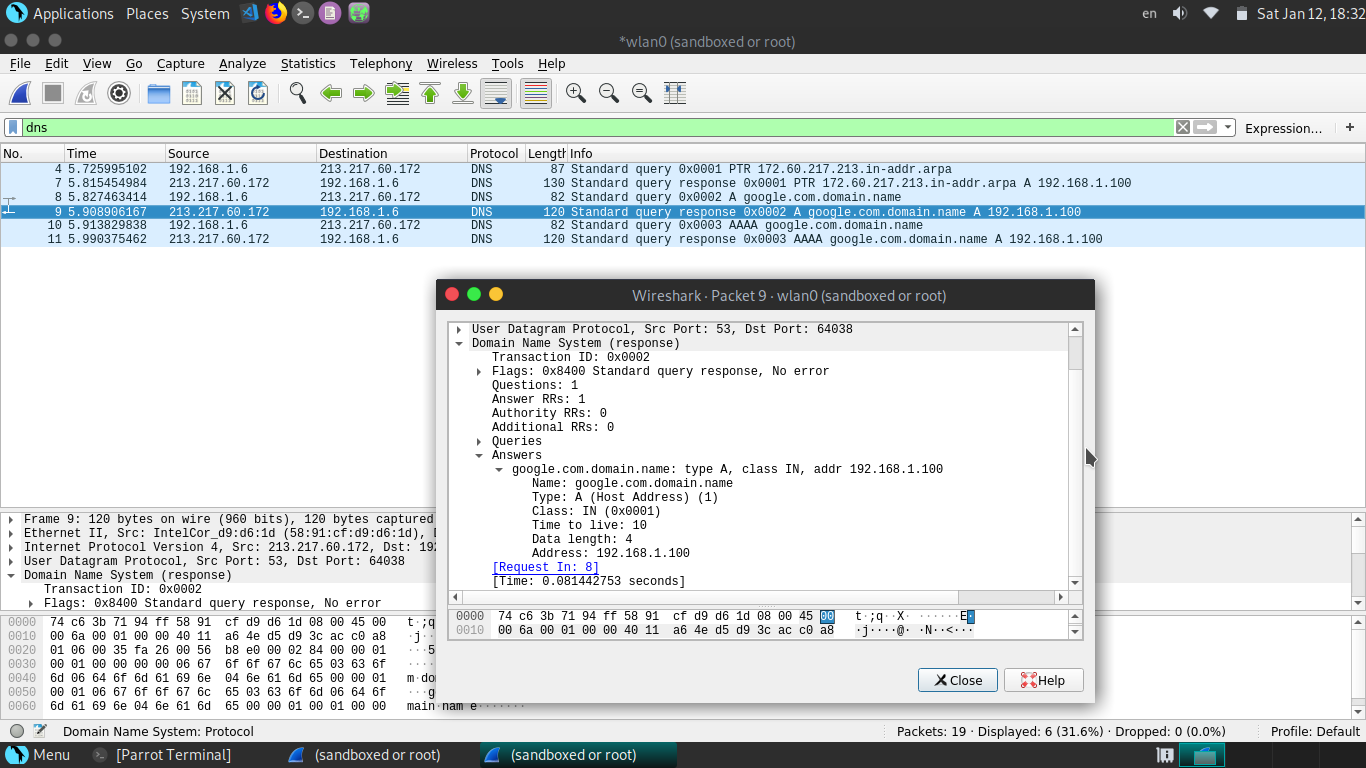 Applications Places System en Sat Jan 12, 18:32
*wlan0 (sandboxed or root)
File Edit View Go Capture Analyze Statistics Telephony Wireless Tools Help
dns Expression… +
No. Time Source Destination Protocol Length Info
4 5.725995102 192.168.1.6 213.217.60.172 DNS 87 Standard query 0x0001 PTR 172.60.217.213.in-addr.arpa
7 5.815454984 213.217.60.172 192.168.1.6 DNS 130 Standard query response 0x0001 PTR 172.60.217.213.in-addr.arpa A 192.168.1.100
8 5.827463414 192.168.1.6 213.217.60.172 DNS 82 Standard query 0x0002 A google.com.domain.name
9 5.908906167 213.217.60.172 192.168.1.6 DNS 120 Standard query response 0x0002 A google.com.domain.name A 192.168.1.100
10 5.913829838 192.168.1.6 213.217.60.172 DNS 82 Standard query 0x0003 AAAA google.com.domain.name
11 5.990375462 213.217.60.172 192.168.1.6 DNS 120 Standard query response 0x0003 AAAA google.com.domain.name A 192.168.1.100
Wireshark · Packet 9 · wlan0 (sandboxed or root)
User Datagram Protocol, Src Port: 53, Dst Port: 64038
Domain Name System (response)
Transaction ID: 0x0002
Flags: 0x8400 Standard query response, No error
Questions: 1
Answer RRs: 1
Authority RRs: 0
Additional RRs: 0
Queries
Answers
google.com.domain.name: type A, class IN, addr 192.168.1.100
Name: google.com.domain.name
Type: A (Host Address) (1)
Class: IN (0x0001)
Time to live: 10
Data length: 4
Address: 192.168.1.100
[Request In: 8]
[Time: 0.081442753 seconds]
0000 74 c6 3b 71 94 ff 58 91 cf d9 d6 1d 08 00 45 00 t·;q··X· ······E·
0010 00 6a 00 01 00 00 40 11 a6 4e d5 d9 3c ac c0 a8 ·j····@· ·N··<···
Close Help
Frame 9: 120 bytes on wire (960 bits), 120 bytes captured
Ethernet II, Src: IntelCor_d9:d6:1d (58:91:cf:d9:d6:1d),
Internet Protocol Version 4, Src: 213.217.60.172, Dst: 192
User Datagram Protocol, Src Port: 53, Dst Port: 64038
Domain Name System (response)
Transaction ID: 0x0002
Flags: 0x8400 Standard query response, No error
0000 74 c6 3b 71 94 ff 58 91 cf d9 d6 1d 08 00 45 00 t·;q
0010 00 6a 00 01 00 00 40 11 a6 4e d5 d9 3c ac c0 a8 ·j··
0020 01 06 00 35 fa 26 00 56 b8 e0 00 02 84 00 00 01 ···5
0030 00 01 00 00 00 00 06 67 6f 6f 67 6c 65 03 63 6f ····
0040 6d 06 64 6f 6d 61 69 6e 04 6e 61 6d 65 00 00 01 m·do
0050 00 01 06 67 6f 6f 67 6c 65 03 63 6f 6d 06 64 6f ···g
0060 6d 61 69 6e 04 6e 61 6d 65 00 00 01 00 01 00 00 main·nam e·······
Domain Name System: Protocol Packets: 19 · Displayed: 6 (31.6%) · Dropped: 0 (0.0%) Profile: Default
Menu [Parrot Terminal] (sandboxed or root) (sandboxed or root)